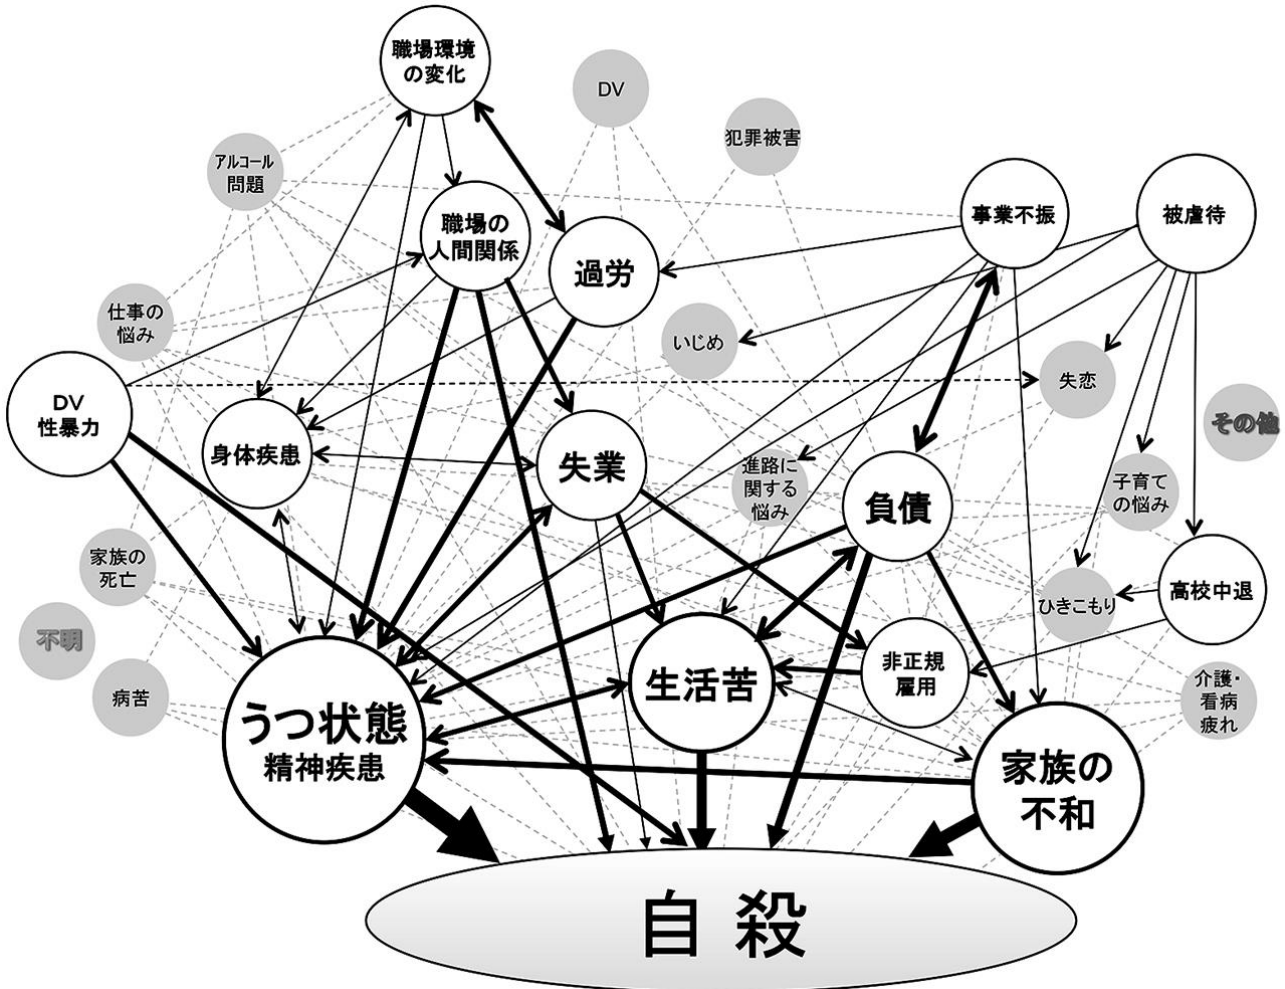 職場環境
の変化
DV
犯罪被害
アルコール
問題
職場の
人間関係
過労
事業不振
被虐待
仕事の
悩み
いじめ
失恋
DV
性暴力
その他
身体疾患
失業
進路に
関する
悩み
負債
子育て
の悩み
家族の
死亡
ひきこもり
高校中退
不明
病苦
生活苦
非正規
雇用
介護・
看病
疲れ
うつ状態
精神疾患
家族の
不和
自殺